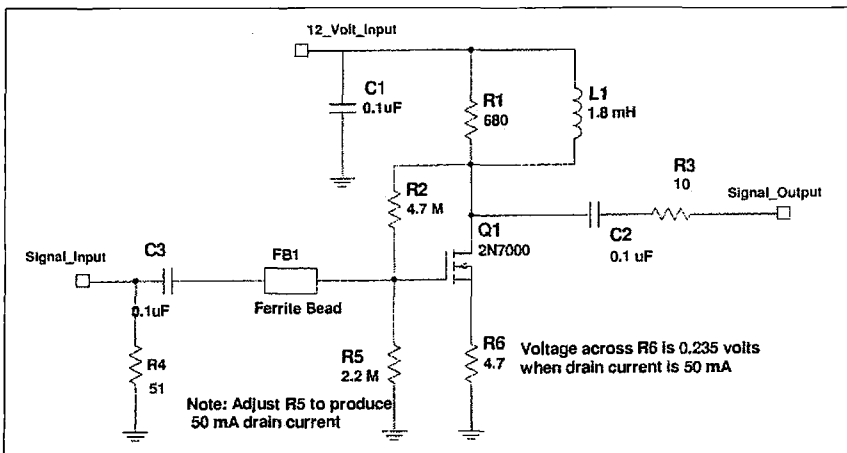 12_Volt_Input
C1
0.1uF
R1
680
L1
1.8 mH
R2
4.7 M
R3
10
Signal_Output
Q1
2N7000
C2
0.1 uF
Signal_Input
C3
0.1uF
FB1
Ferrite Bead
R4
51
R5
2.2 M
R6
4.7
Voltage across R6 is 0.235 volts
when drain current is 50 mA
Note: Adjust R5 to produce
50 mA drain current